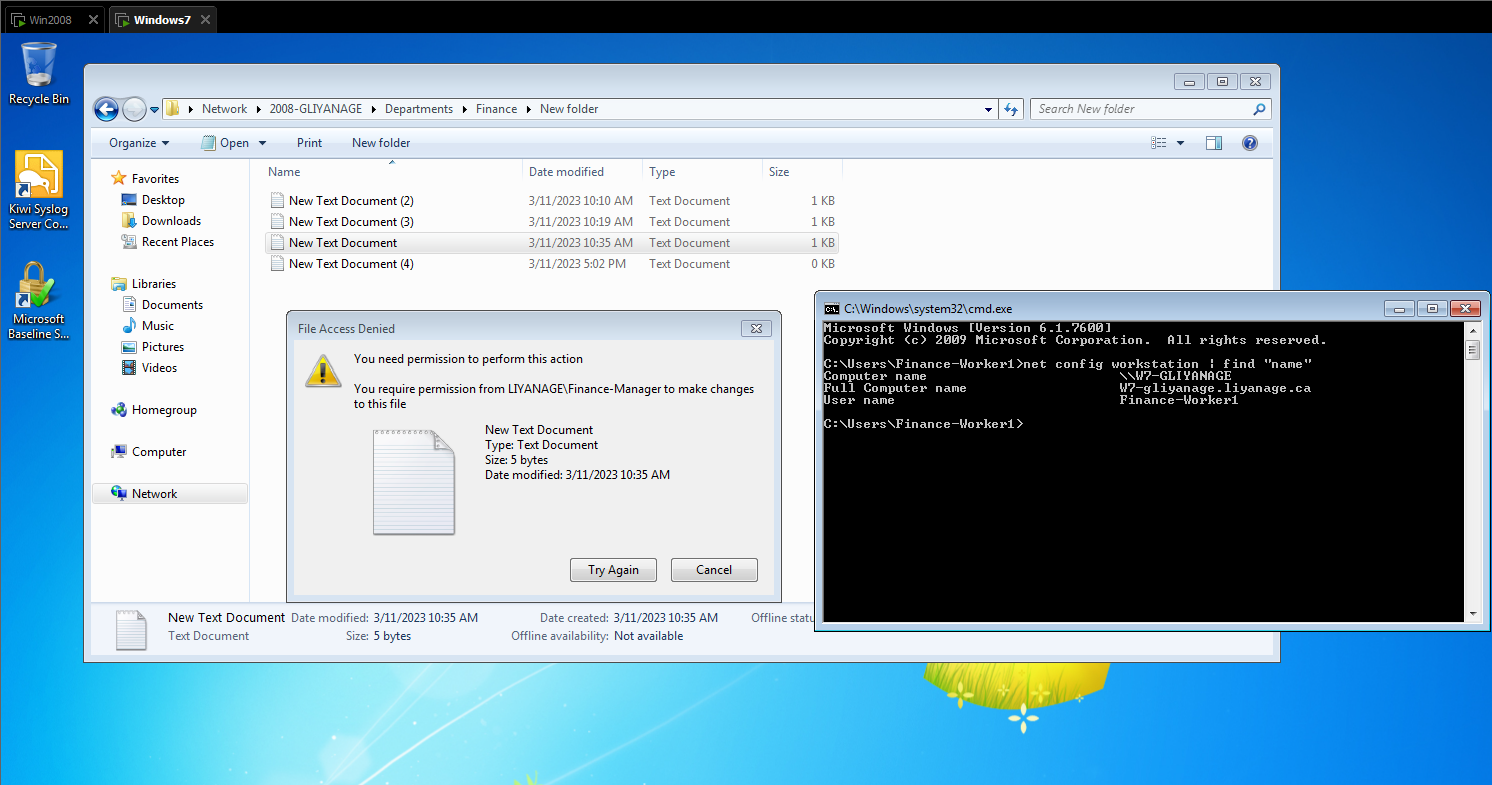 Win2008
Windows7
Recycle Bin
Kiwi Syslog
Server Co...
Microsoft
Baseline S...
Network 2008-GLIYANAGE Departments Finance New folder
Search New folder
Organize Open Print New folder
Favorites
Desktop
Downloads
Recent Places
Libraries
Documents
Music
Pictures
Videos
Homegroup
Computer
Network
Name Date modified Type Size
New Text Document (2) 3/11/2023 10:10 AM Text Document 1 KB
New Text Document (3) 3/11/2023 10:19 AM Text Document 1 KB
New Text Document 3/11/2023 10:35 AM Text Document 1 KB
New Text Document (4) 3/11/2023 5:02 PM Text Document 0 KB
File Access Denied
You need permission to perform this action
You require permission from LIYANAGE\Finance-Manager to make changes
to this file
New Text Document
Type: Text Document
Size: 5 bytes
Date modified: 3/11/2023 10:35 AM
Try Again Cancel
New Text Document Date modified: 3/11/2023 10:35 AM Date created: 3/11/2023 10:35 AM Offline statu
Text Document Size: 5 bytes Offline availability: Not available
C:\Windows\system32\cmd.exe
Microsoft Windows [Version 6.1.7600]
Copyright (c) 2009 Microsoft Corporation. All rights reserved.
C:\Users\Finance-Worker1>net config workstation | find "name"
Computer name \\W7-GLIYANAGE
Full Computer name W7-gliyanage.liyanage.ca
User name Finance-Worker1
C:\Users\Finance-Worker1>